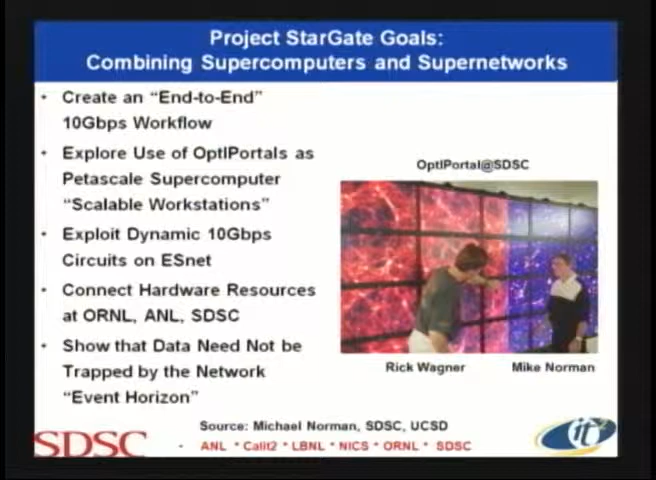 Project StarGate Goals:
Combining Supercomputers and Supernetworks
• Create an "End-to-End"
10Gbps Workflow
• Explore Use of OptIPortals as
Petascale Supercomputer
"Scalable Workstations"
• Exploit Dynamic 10Gbps
Circuits on ESnet
• Connect Hardware Resources
at ORNL, ANL, SDSC
• Show that Data Need Not be
Trapped by the Network
"Event Horizon"
OptIPortal@SDSC
Rick Wagner
Mike Norman
Source: Michael Norman, SDSC, UCSD
SDSC
- ANL * Calit2 * LBNL * NICS * ORNL * SDSC
it2